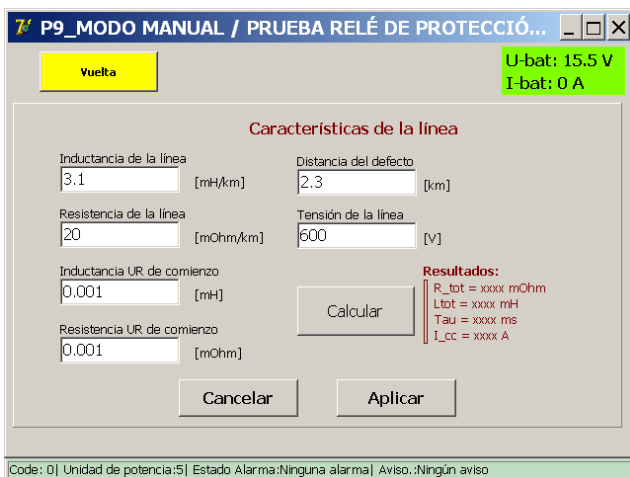 P9_MODO MANUAL / PRUEBA RELÉ DE PROTECCIÓ...
Vuelta
U-bat: 15.5 V
I-bat: 0 A
Características de la línea
Inductancia de la línea
3.1 [mH/km]
Distancia del defecto
2.3 [km]
Resistencia de la línea
20 [mOhm/km]
Tensión de la línea
600 [V]
Inductancia UR de comienzo
0.001 [mH]
Resistencia UR de comienzo
0.001 [mOhm]
Calcular
Resultados:
R_tot = xxxx mOhm
Ltot = xxxx mH
Tau = xxxx ms
I_cc = xxxx A
Cancelar
Aplicar
Code: 0| Unidad de potencia:5| Estado Alarma:Ninguna alarma| Aviso.:Ningún aviso